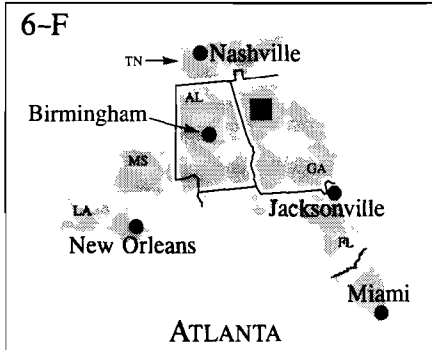 6-F
TN
Nashville
AL
Birmingham
MS
GA
LA
Jacksonville
New Orleans
FL
Miami
ATLANTA